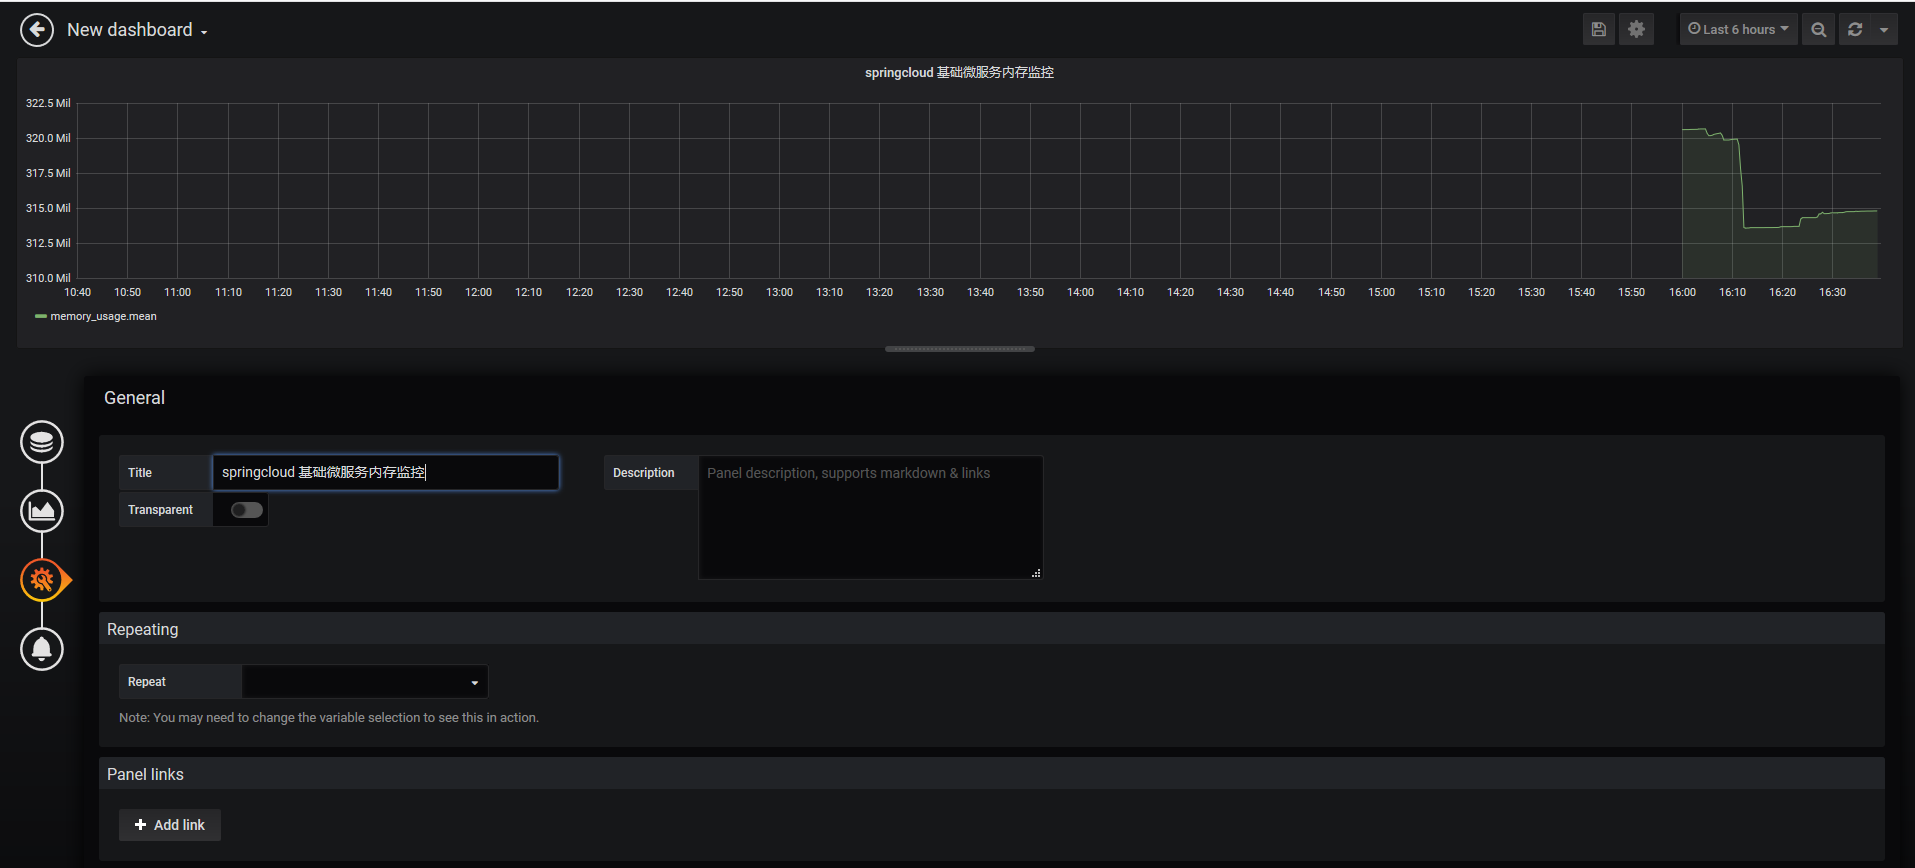 New dashboard
Last 6 hours
springcloud 基础微服务内存监控
322.5 Mil
320.0 Mil
317.5 Mil
315.0 Mil
312.5 Mil
310.0 Mil
10:40 10:50 11:00 11:10 11:20 11:30 11:40 11:50 12:00 12:10 12:20 12:30 12:40 12:50 13:00 13:10 13:20 13:30 13:40 13:50 14:00 14:10 14:20 14:30 14:40 14:50 15:00 15:10 15:20 15:30 15:40 15:50 16:00 16:10 16:20 16:30
memory_usage.mean
General
Title springcloud 基础微服务内存监控
Description Panel description, supports markdown & links
Transparent
Repeating
Repeat
Note: You may need to change the variable selection to see this in action.
Panel links
Add link